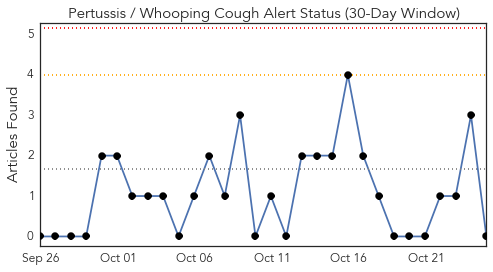 Pertussis / Whooping Cough Alert Status (30-Day Window)
Articles Found
5
4
3
2
1
0
Sep 26 Oct 01 Oct 06 Oct 11 Oct 16 Oct 21